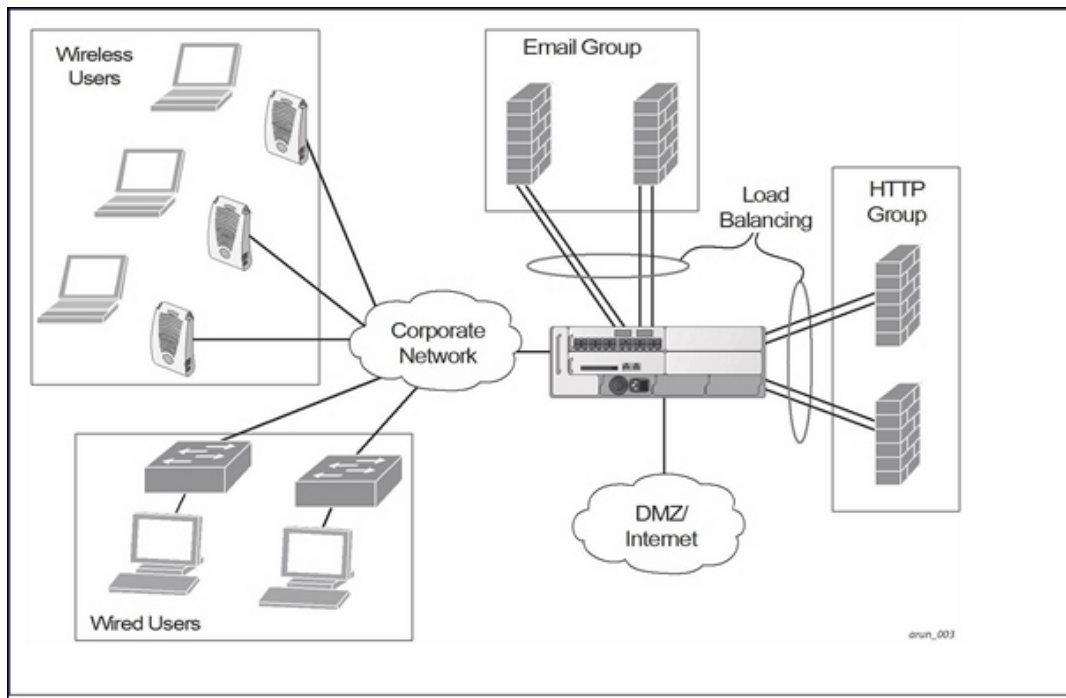 Wireless
Users
Email Group
Load
Balancing
HTTP
Group
Corporate
Network
DMZ/
Internet
Wired Users
arun_003